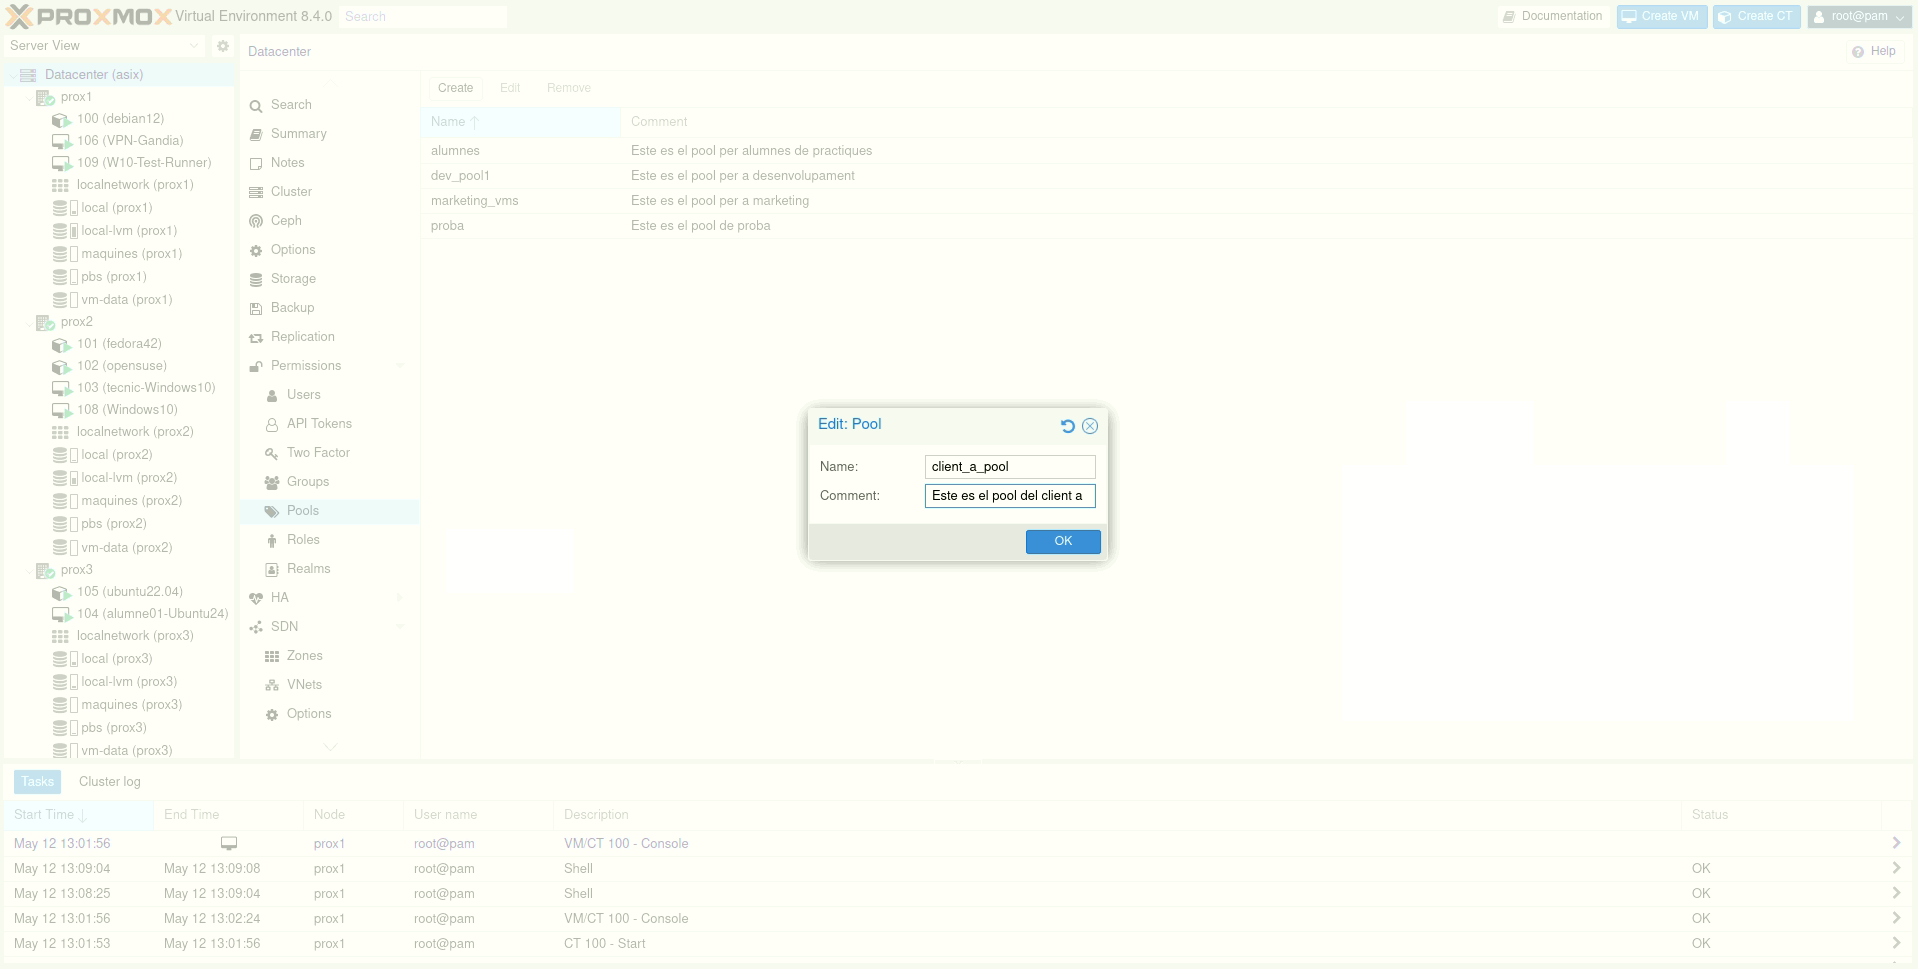 PROXMOX Virtual Environment 8.4.0 Search Documentation Create VM Create CT root@pam
Server View
Datacenter Help
Datacenter (asix)
prox1
100 (debian12)
106 (VPN-Gandia)
109 (W10-Test-Runner)
localnetwork (prox1)
local (prox1)
local-lvm (prox1)
maquines (prox1)
pbs (prox1)
vm-data (prox1)
prox2
101 (fedora42)
102 (opensuse)
103 (tecnic-Windows10)
108 (Windows10)
localnetwork (prox2)
local (prox2)
local-lvm (prox2)
maquines (prox2)
pbs (prox2)
vm-data (prox2)
prox3
105 (ubuntu22.04)
104 (alumne01-Ubuntu24)
localnetwork (prox3)
local (prox3)
local-lvm (prox3)
maquines (prox3)
pbs (prox3)
vm-data (prox3)
Search
Summary
Notes
Cluster
Ceph
Options
Storage
Backup
Replication
Permissions
Users
API Tokens
Two Factor
Groups
Pools
Roles
Realms
HA
SDN
Zones
VNets
Options
Create Edit Remove
Name Comment
alumnes Este es el pool per alumnes de practiques
dev_pool1 Este es el pool per a desenvolupament
marketing_vms Este es el pool per a marketing
proba Este es el pool de proba
Edit: Pool
Name: client_a_pool
Comment: Este es el pool del client a
OK
Tasks Cluster log
Start Time End Time Node User name Description Status
May 12 13:01:56 prox1 root@pam VM/CT 100 - Console
May 12 13:09:04 May 12 13:09:08 prox1 root@pam Shell OK
May 12 13:08:25 May 12 13:09:04 prox1 root@pam Shell OK
May 12 13:01:56 May 12 13:02:24 prox1 root@pam VM/CT 100 - Console OK
May 12 13:01:53 May 12 13:01:56 prox1 root@pam CT 100 - Start OK